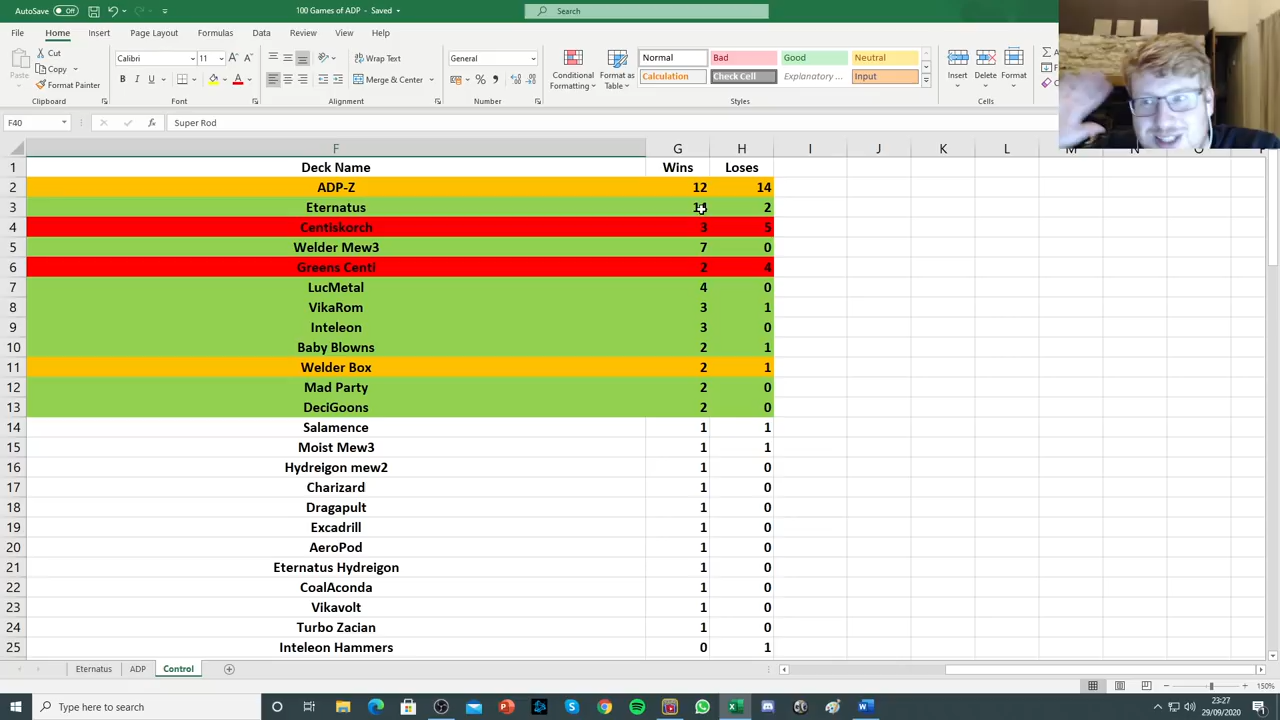 AutoSave Off 100 Games of ADP - Saved Search
File Home Insert Page Layout Formulas Data Review View Help
Cut
Copy
Format Painter
Paste
Calibri 11
Wrap Text
Merge & Center
General
Conditional Formatting
Format as Table
Normal Bad Good Neutral
Calculation Check Cell Explanatory ... Input
Insert Delete Format
Clipboard Font Alignment Number Styles Cells
F40 Super Rod
F G H I J K L M N O
1 Deck Name Wins Loses
2 ADP-Z 12 14
3 Eternatus 2
4 Centiskorch 3 5
5 Welder Mew3 7 0
6 Greens Centi 2 4
7 LucMetal 4 0
8 VikaRom 3 1
9 Inteleon 3 0
10 Baby Blowns 2 1
11 Welder Box 2 1
12 Mad Party 2 0
13 DeciGoons 2 0
14 Salamence 1 1
15 Moist Mew3 1 1
16 Hydreigon mew2 1 0
17 Charizard 1 0
18 Dragapult 1 0
19 Excadrill 1 0
20 AeroPod 1 0
21 Eternatus Hydreigon 1 0
22 CoalAconda 1 0
23 Vikavolt 1 0
24 Turbo Zacian 1 0
25 Inteleon Hammers 0 1
Eternatus ADP Control
150%
Type here to search
23:27
29/09/2020